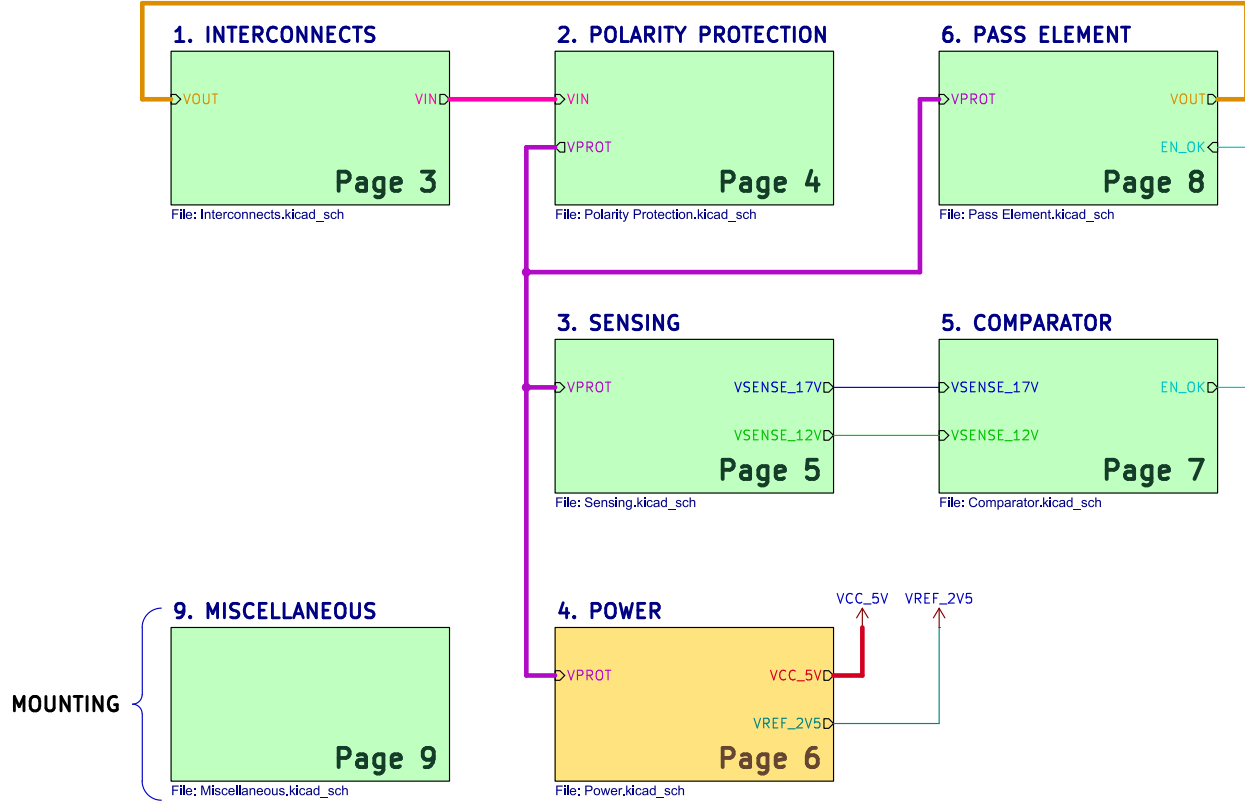 1. INTERCONNECTS
VOUT
VIN
Page 3
File: Interconnects.kicad_sch
2. POLARITY PROTECTION
VIN
VPROT
Page 4
File: Polarity Protection.kicad_sch
6. PASS ELEMENT
VPROT
VOUT
EN_OK
Page 8
File: Pass Element.kicad_sch
3. SENSING
VPROT
VSENSE_17V
VSENSE_12V
Page 5
File: Sensing.kicad_sch
5. COMPARATOR
VSENSE_17V
EN_OK
VSENSE_12V
Page 7
File: Comparator.kicad_sch
MOUNTING
9. MISCELLANEOUS
Page 9
File: Miscellaneous.kicad_sch
4. POWER
VPROT
VCC_5V
VREF_2V5
Page 6
File: Power.kicad_sch
VCC_5V
VREF_2V5